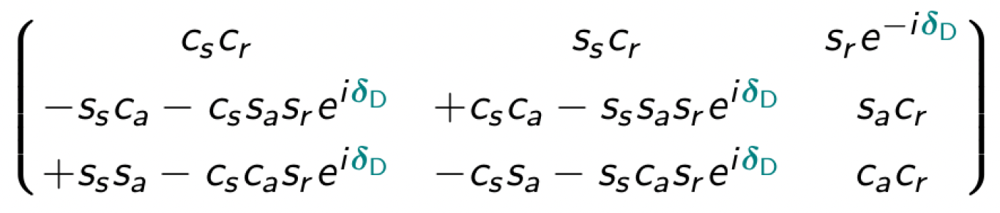 c_s c_r s_s c_r s_r e^{-iδ_D}
-s_s c_a - c_s s_a s_r e^{iδ_D} +c_s c_a - s_s s_a s_r e^{iδ_D} s_a c_r
+s_s s_a - c_s c_a s_r e^{iδ_D} -c_s s_a - s_s c_a s_r e^{iδ_D} c_a c_r